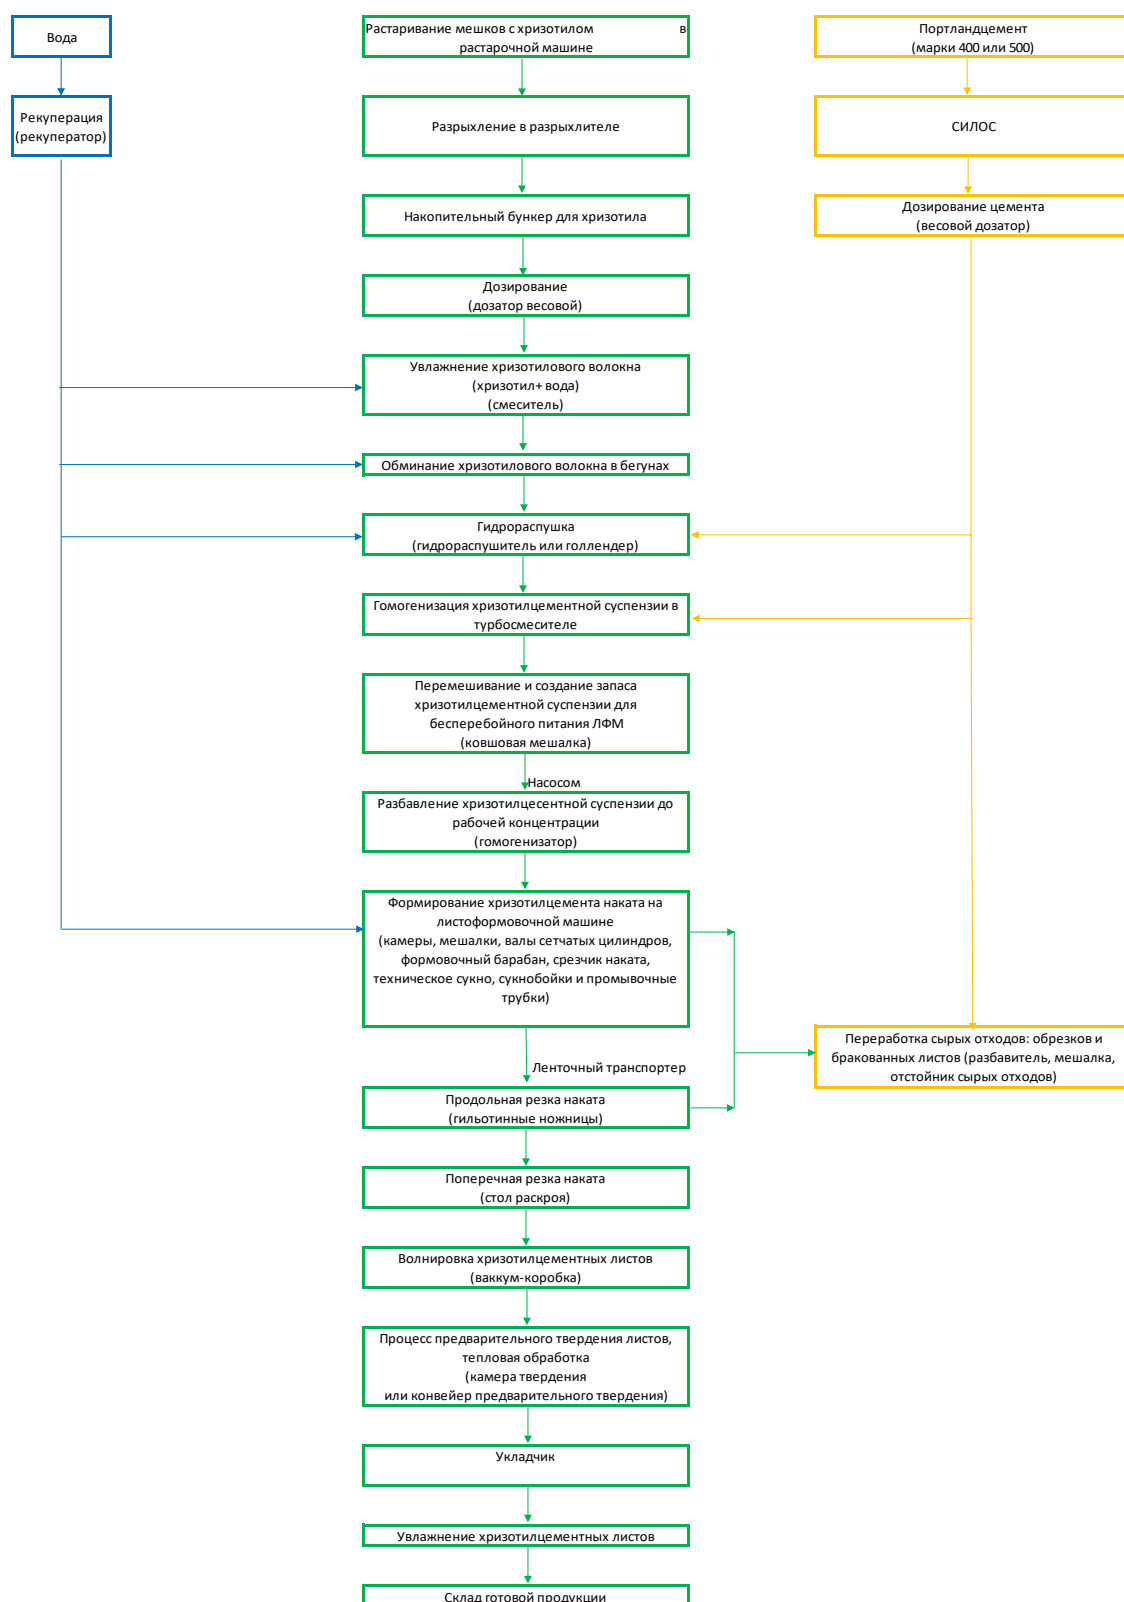 Вода
Растаривание мешков с хризотилом в
растарочной машине
Портландцемент
(марки 400 или 500)
Рекуперация
(рекуператор)
Разрыхление в разрыхлителе
СИЛОС
Накопительный бункер для хризотила
Дозирование цемента
(весовой дозатор)
Дозирование
(дозатор весовой)
Увлажнение хризотилового волокна
(хризотил+ вода)
(смеситель)
Обминание хризотилового волокна в бегунах
Гидрораспушка
(гидрораспушитель или голлендер)
Гомогенизация хризотилцементной суспензии в
турбосмесителе
Перемешивание и создание запаса
хризотилцементной суспензии для
бесперебойного питания ЛФМ
(ковшовая мешалка)
Насосом
Разбавление хризотилцесентной суспензии до
рабочей концентрации
(гомогенизатор)
Формирование хризотилцемента наката на
листоформовочной машине
(камеры, мешалки, валы сетчатых цилиндров,
формовочный барабан, срезчик наката,
техническое сукно, сукнобойки и промывочные
трубки)
Переработка сырых отходов: обрезков и
бракованных листов (разбавитель, мешалка,
отстойник сырых отходов)
Ленточный транспортер
Продольная резка наката
(гильотинные ножницы)
Поперечная резка наката
(стол раскроя)
Волнировка хризотилцементных листов
(ваккум-коробка)
Процесс предварительного твердения листов,
тепловая обработка
(камера твердения
или конвейер предварительного твердения)
Укладчик
Увлажнение хризотилцементных листов
Склад готовой продукции